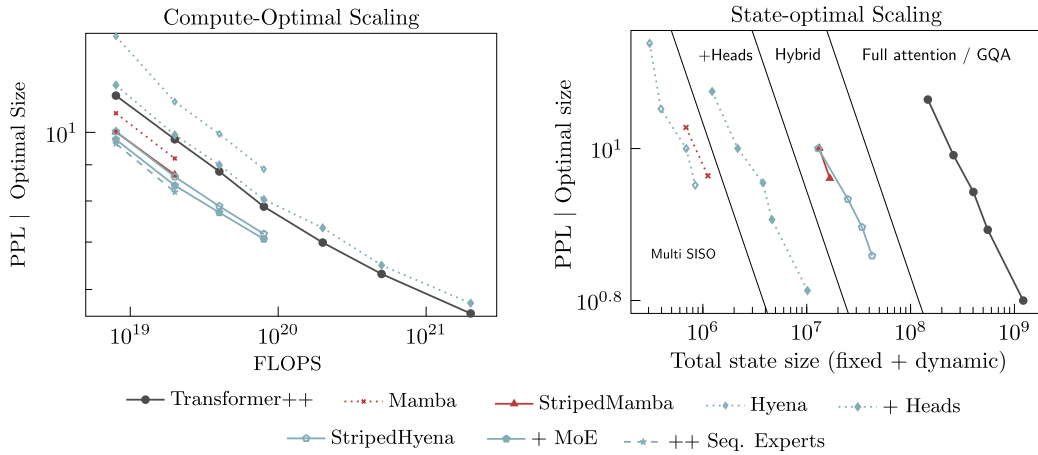 Compute-Optimal Scaling
PPL | Optimal Size
10^1
10^19
10^20
10^21
FLOPS
State-optimal Scaling
PPL | Optimal size
10^1
10^0.8
+Heads
Hybrid
Full attention / GQA
Multi SISO
10^6
10^7
10^8
10^9
Total state size (fixed + dynamic)
Transformer++ Mamba StripedMamba Hyena + Heads
StripedHyena + MoE ++ Seq. Experts